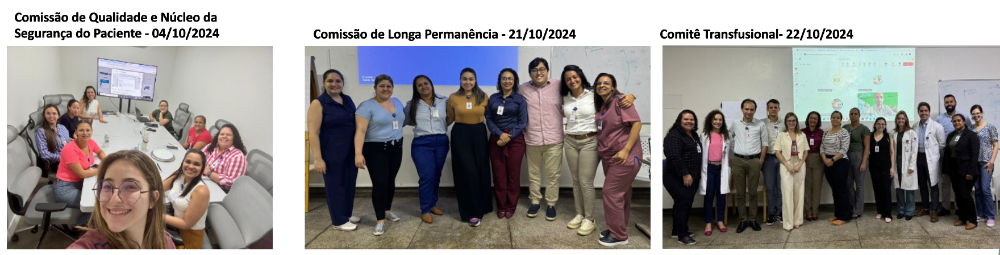 Comissão de Qualidade e Núcleo da
Segurança do Paciente - 04/10/2024
Comissão de Longa Permanência - 21/10/2024
Comitê Transfusional- 22/10/2024
KO